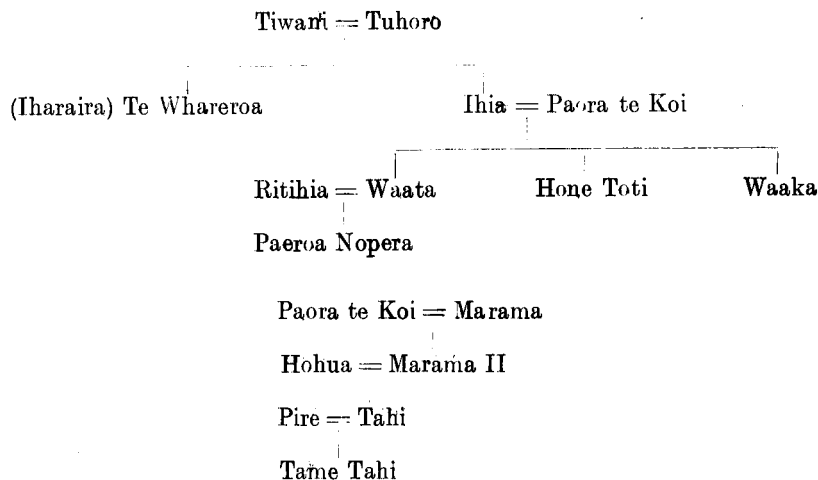 Tiwani = Tuhoro
(Iharaira) Te Whareroa Ihia = Paora te Koi
Ritihia = Waata Hone Toti Waaka
Paeroa Nopera
Paora te Koi = Marama
Hohua = Marama II
Pire = Tahi
Tame Tahi